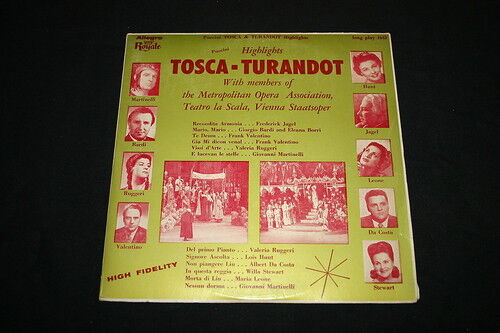 Allegro
Royale
Puccini TOSCA & TURANDOT Highlights
long play 1643
Puccini Highlights
TOSCA - TURANDOT
With members of
the Metropolitan Opera Association,
Teatro la Scala, Vienna Staatsoper
Recondita Armonia . . . Frederick Jagel
Mario, Mario . . . Giorgio Bardi and Eleana Borri
Te Deum . . . Frank Valentino
Gia Mi dicon venal . . . Frank Valentino
Vissi d'Arte . . . Valeria Ruggeri
E lucevan le stelle . . . Giovanni Martinelli
Martinelli
Bardi
Ruggeri
Valentino
Hunt
Jagel
Leone
Da Costa
Stewart
Del primo Pianto . . . Valeria Ruggeri
Signore Ascolta . . . Lois Hunt
Non piangere Liu . . . Albert Da Costa
In questa reggia . . . Willa Stewart
Morta di Liu . . . Maria Leone
Nessun dorma . . . Giovanni Martinelli
HIGH FIDELITY